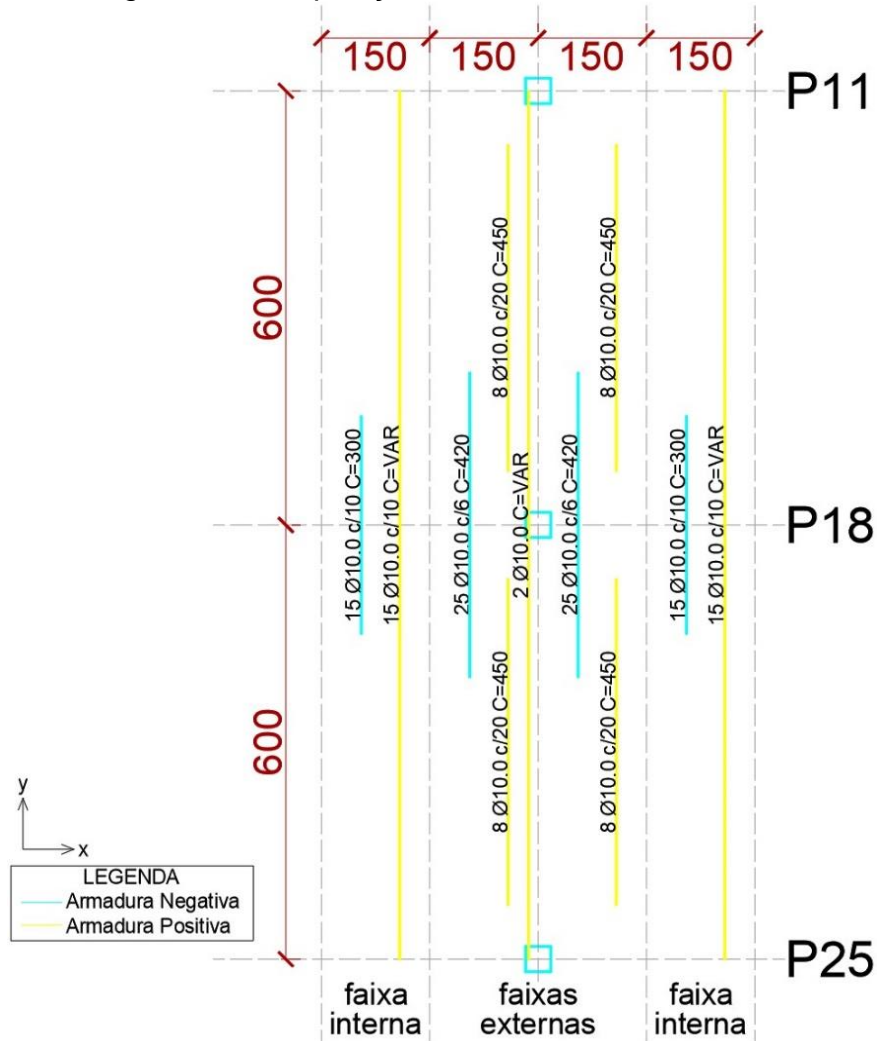 150
150
150
150
P11
600
8 Ø10.0 c/20 C=450
8 Ø10.0 c/20 C=450
15 Ø10.0 c/10 C=300
15 Ø10.0 c/10 C=VAR
25 Ø10.0 c/6 C=420
2 Ø10.0 C=VAR
25 Ø10.0 c/6 C=420
15 Ø10.0 c/10 C=300
15 Ø10.0 c/10 C=VAR
P18
600
8 Ø10.0 c/20 C=450
8 Ø10.0 c/20 C=450
y
x
LEGENDA
Armadura Negativa
Armadura Positiva
P25
faixa
interna
faixas
externas
faixa
interna